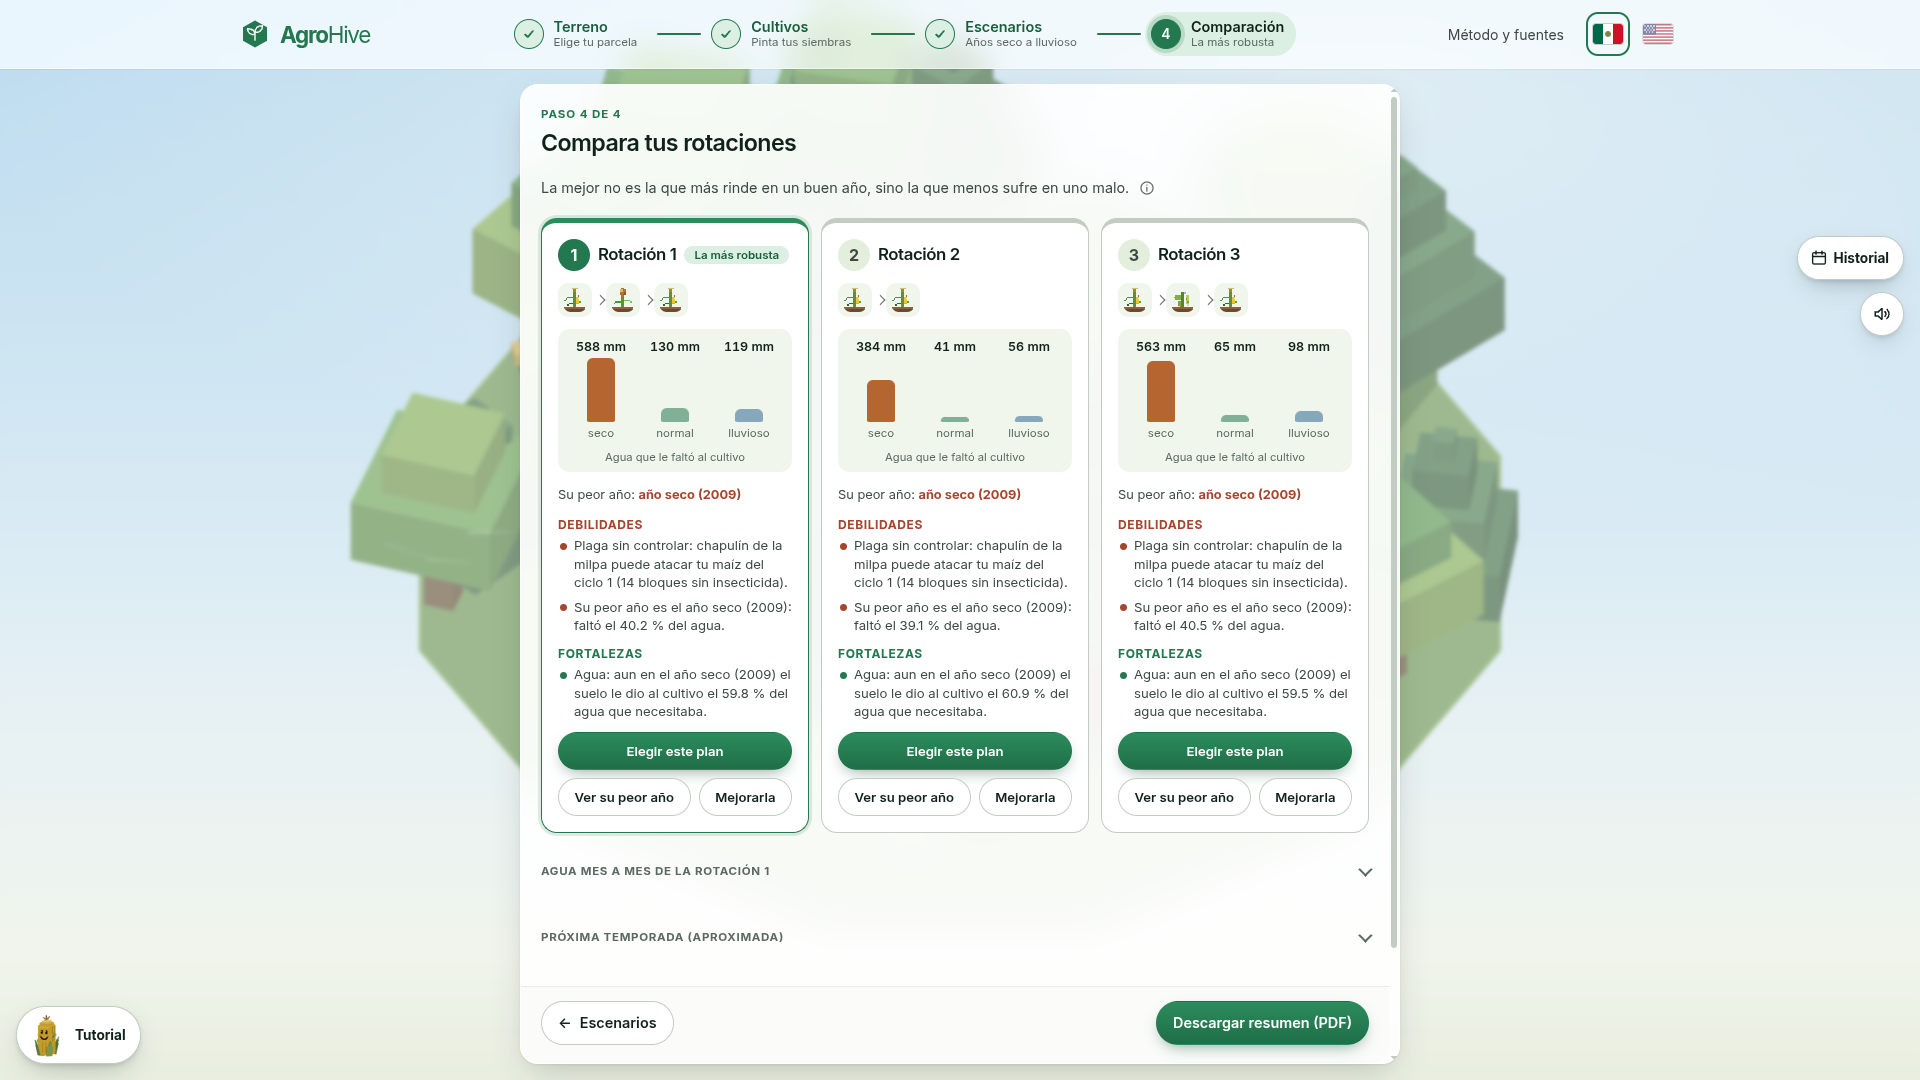 AgroHive
Terreno
Elige tu parcela
Cultivos
Pinta tus siembras
Escenarios
Años seco a lluvioso
4
Comparación
La más robusta
Método y fuentes
PASO 4 DE 4
Compara tus rotaciones
La mejor no es la que más rinde en un buen año, sino la que menos sufre en uno malo.
1
Rotación 1
La más robusta
588 mm
130 mm
119 mm
seco
normal
lluvioso
Agua que le faltó al cultivo
Su peor año: año seco (2009)
DEBILIDADES
Plaga sin controlar: chapulín de la
milpa puede atacar tu maíz del
ciclo 1 (14 bloques sin insecticida).
Su peor año es el año seco (2009):
faltó el 40.2 % del agua.
FORTALEZAS
Agua: aun en el año seco (2009) el
suelo le dio al cultivo el 59.8 % del
agua que necesitaba.
Elegir este plan
Ver su peor año
Mejorarla
2
Rotación 2
384 mm
41 mm
56 mm
seco
normal
lluvioso
Agua que le faltó al cultivo
Su peor año: año seco (2009)
DEBILIDADES
Plaga sin controlar: chapulín de la
milpa puede atacar tu maíz del
ciclo 1 (14 bloques sin insecticida).
Su peor año es el año seco (2009):
faltó el 39.1 % del agua.
FORTALEZAS
Agua: aun en el año seco (2009) el
suelo le dio al cultivo el 60.9 % del
agua que necesitaba.
Elegir este plan
Ver su peor año
Mejorarla
3
Rotación 3
563 mm
65 mm
98 mm
seco
normal
lluvioso
Agua que le faltó al cultivo
Su peor año: año seco (2009)
DEBILIDADES
Plaga sin controlar: chapulín de la
milpa puede atacar tu maíz del
ciclo 1 (14 bloques sin insecticida).
Su peor año es el año seco (2009):
faltó el 40.5 % del agua.
FORTALEZAS
Agua: aun en el año seco (2009) el
suelo le dio al cultivo el 59.5 % del
agua que necesitaba.
Elegir este plan
Ver su peor año
Mejorarla
AGUA MES A MES DE LA ROTACIÓN 1
PRÓXIMA TEMPORADA (APROXIMADA)
Escenarios
Descargar resumen (PDF)
Historial
Tutorial